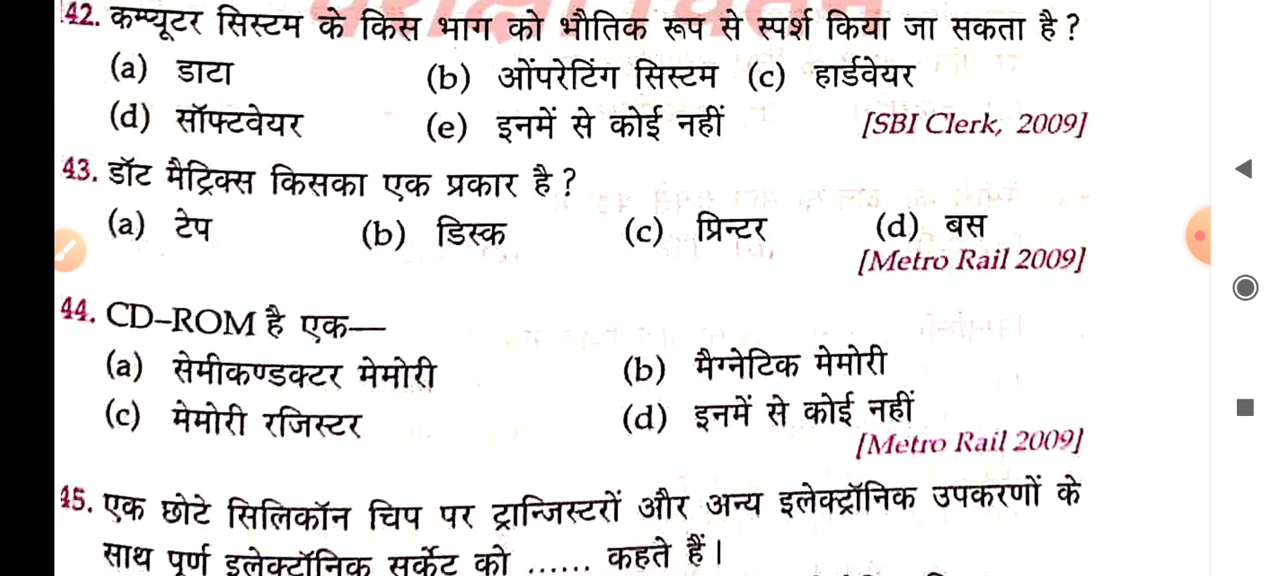 42. कम्प्यूटर सिस्टम के किस भाग को भौतिक रूप से स्पर्श किया जा सकता है ?
(a) डाटा (b) ओंपरेटिंग सिस्टम (c) हार्डवेयर
(d) सॉफ्टवेयर (e) इनमें से कोई नहीं [SBI Clerk, 2009]
43. डॉट मैट्रिक्स किसका एक प्रकार है ?
(a) टेप (b) डिस्क (c) प्रिन्टर (d) बस
[Metro Rail 2009]
44. CD–ROM है एक—
(a) सेमीकण्डक्टर मेमोरी (b) मैग्नेटिक मेमोरी
(c) मेमोरी रजिस्टर (d) इनमें से कोई नहीं
[Metro Rail 2009]
45. एक छोटे सिलिकॉन चिप पर ट्रान्जिस्टरों और अन्य इलेक्ट्रॉनिक उपकरणों के
साथ पूर्ण इलेक्ट्रॉनिक सर्केट को ...... कहते हैं।